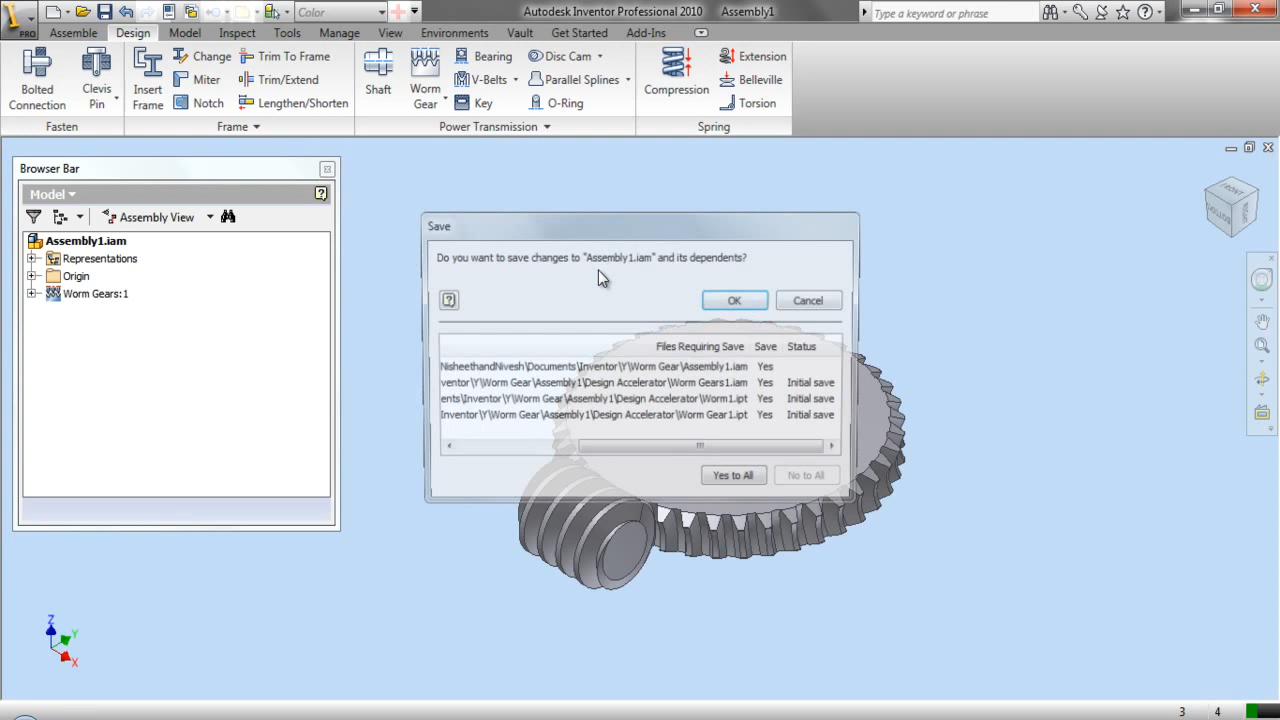 Color
Autodesk Inventor Professional 2010 Assembly1
Type a keyword or phrase
PRO
Assemble Design Model Inspect Tools Manage View Environments Vault Get Started Add-Ins
Bolted Connection
Clevis Pin
Fasten
Insert Frame
Change
Miter
Notch
Trim To Frame
Trim/Extend
Lengthen/Shorten
Frame
Shaft
Worm Gear
Bearing
V-Belts
Key
Disc Cam
Parallel Splines
O-Ring
Power Transmission
Compression
Extension
Belleville
Torsion
Spring
Browser Bar
Model
Assembly View
Assembly1.iam
Representations
Origin
Worm Gears:1
Save
Do you want to save changes to "Assembly1.iam" and its dependents?
OK Cancel
Files Requiring Save Save Status
NisheethandNivesh\Documents\Inventor\Y\Worm Gear\Assembly1.iam Yes
ventor\Y\Worm Gear\Assembly1\Design Accelerator\Worm Gears1.iam Yes Initial save
ents\Inventor\Y\Worm Gear\Assembly1\Design Accelerator\Worm1.ipt Yes Initial save
Inventor\Y\Worm Gear\Assembly1\Design Accelerator\Worm Gear1.ipt Yes Initial save
Yes to All No to All
FRONT
BOTTOM
Z
Y
X
3 4